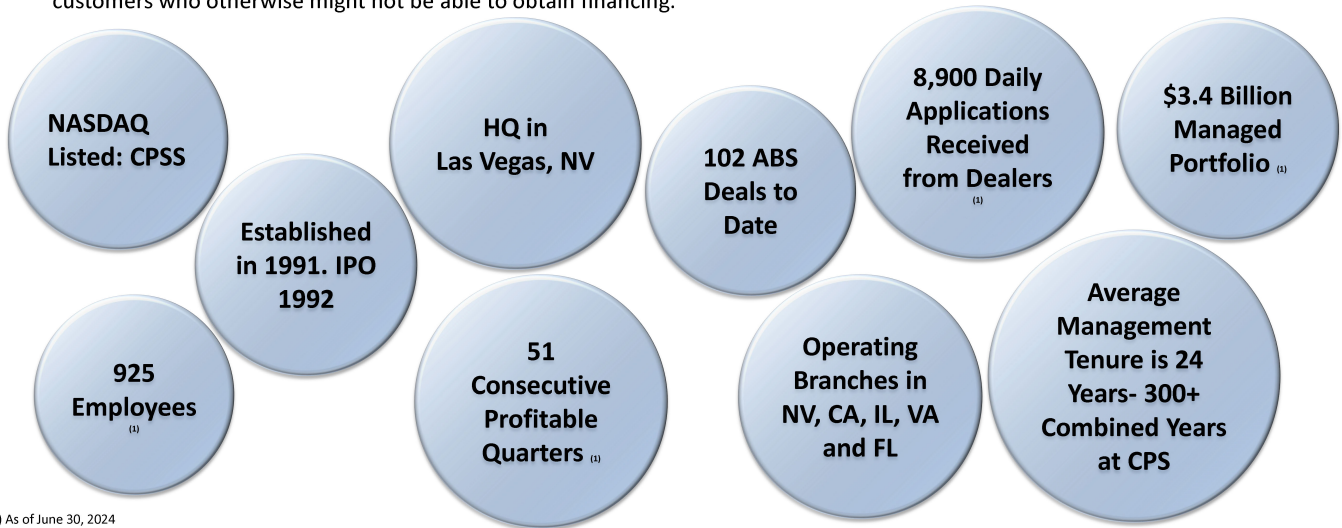 customers who otherwise might not be able to obtain financing.
NASDAQ
Listed: CPSS
Established
in 1991. IPO
1992
925
Employees
(1)
HQ in
Las Vegas, NV
51
Consecutive
Profitable
Quarters (1)
102 ABS
Deals to
Date
8,900 Daily
Applications
Received
from Dealers
(1)
$3.4 Billion
Managed
Portfolio (1)
Operating
Branches in
NV, CA, IL, VA
and FL
Average
Management
Tenure is 24
Years- 300+
Combined Years
at CPS
) As of June 30, 2024